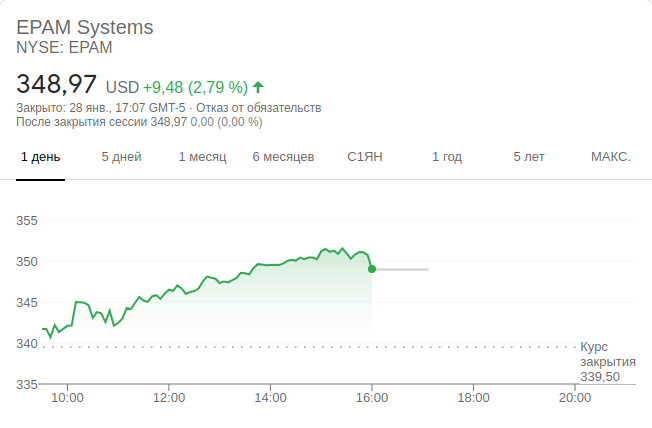 EPAM Systems
NYSE: EPAM
348,97 USD +9,48 (2,79 %)
Закрыто: 28 янв., 17:07 GMT-5 · Отказ от обязательств
После закрытия сессии 348,97 0,00 (0,00 %)
1 день 5 дней 1 месяц 6 месяцев С1ЯН 1 год 5 лет МАКС.
355
350
345
340
Курс
закрытия
339,50
335
10:00 12:00 14:00 16:00 18:00 20:00